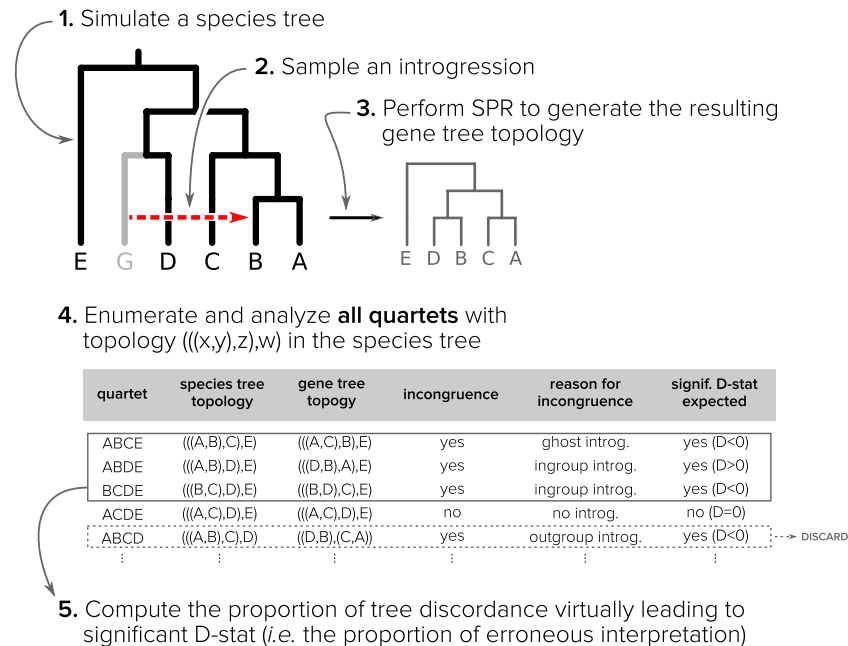 1. Simulate a species tree
2. Sample an introgression
3. Perform SPR to generate the resulting
gene tree topology
E G D C B A
E D B C A
4. Enumerate and analyze all quartets with
topology (((x,y),z),w) in the species tree
quartet species tree topology gene tree topogy incongruence reason for incongruence signif. D-stat expected
ABCE (((A,B),C),E) (((A,C),B),E) yes ghost introg. yes (D<0)
ABDE (((A,B),D),E) (((D,B),A),E) yes ingroup introg. yes (D>0)
BCDE (((B,C),D),E) (((B,D),C),E) yes ingroup introg. yes (D<0)
ACDE (((A,C),D),E) (((A,C),D),E) no no introg. no (D=0)
ABCD (((A,B),C),D) ((D,B),(C,A)) yes outgroup introg. yes (D<0)
DISCARD
5. Compute the proportion of tree discordance virtually leading to
significant D-stat (i.e. the proportion of erroneous interpretation)